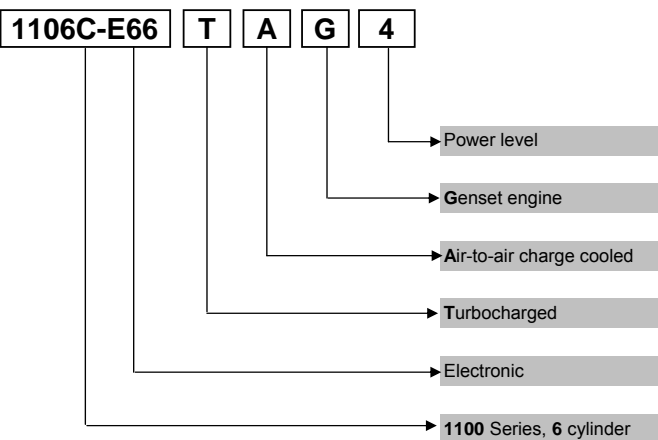 1106C-E66 T A G 4
Power level
Genset engine
Air-to-air charge cooled
Turbocharged
Electronic
1100 Series, 6 cylinder